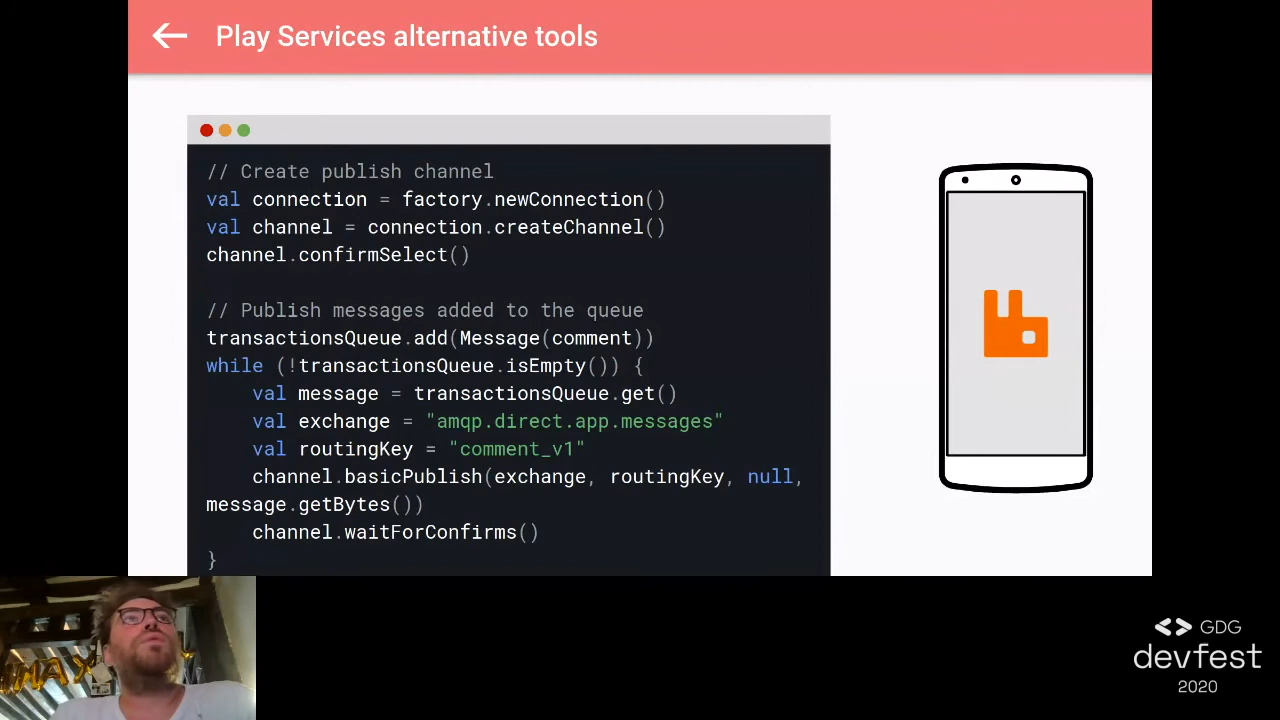 Play Services alternative tools
// Create publish channel
val connection = factory.newConnection()
val channel = connection.createChannel()
channel.confirmSelect()
// Publish messages added to the queue
transactionsQueue.add(Message(comment))
while (!transactionsQueue.isEmpty()) {
    val message = transactionsQueue.get()
    val exchange = "amqp.direct.app.messages"
    val routingKey = "comment_v1"
    channel.basicPublish(exchange, routingKey, null,
message.getBytes())
    channel.waitForConfirms()
}
GDG
devfest
2020